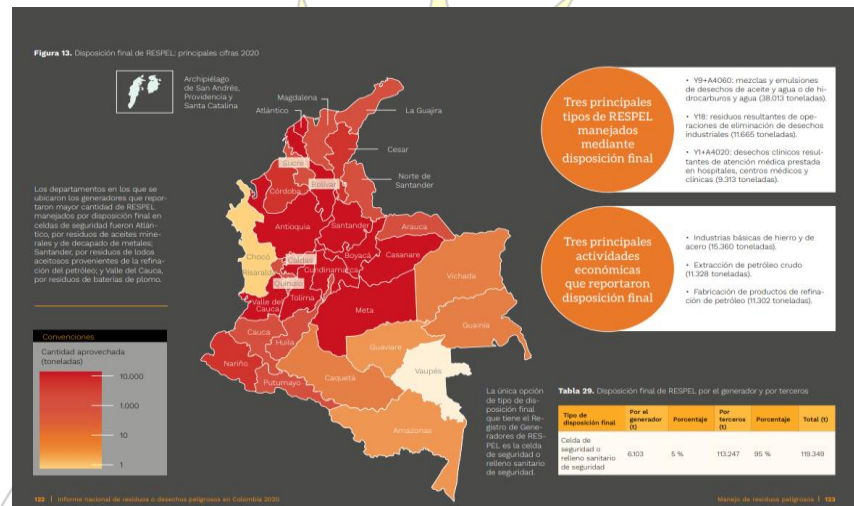 Figura 13. Disposición final de RESPEL: principales cifras 2020
Archipiélago
de San Andrés,
Providencia y
Santa Catalina
Magdalena
Atlántico
La Guajira
Cesar
Norte de
Santander
Sucre
Bolívar
Córdoba
Antioquia
Santander
Arauca
Chocó
Risaralda
Caldas
Boyacá
Casanare
Cundinamarca
Quindío
Vichada
Valle del
Cauca
Tolima
Meta
Cauca
Huila
Guainía
Guaviare
Nariño
Vaupés
Putumayo
Caquetá
Amazonas
Los departamentos en los que se
ubicaron los generadores que repor-
taron mayor cantidad de RESPEL
manejados por disposición final en
celdas de seguridad fueron Atlán-
tico, por residuos de aceites mine-
rales y de decapado de metales;
Santander, por residuos de lodos
aceitosos provenientes de la refina-
ción del petróleo; y Valle del Cauca,
por residuos de baterías de plomo.
Convenciones
Cantidad aprovechada
(toneladas)
10.000
1.000
10
1
Tres principales
tipos de RESPEL
manejados
mediante
disposición final
• Y9+A4060: mezclas y emulsiones
de desechos de aceite y agua o de hi-
drocarburos y agua (38.013 toneladas).
• Y18: residuos resultantes de ope-
raciones de eliminación de desechos
industriales (11.665 toneladas).
• Y1+A4020: desechos clínicos resul-
tantes de atención médica prestada
en hospitales, centros médicos y
clínicas (9.313 toneladas).
Tres principales
actividades
económicas
que reportaron
disposición final
• Industrias básicas de hierro y de
acero (15.360 toneladas).
• Extracción de petróleo crudo
(11.328 toneladas).
• Fabricación de productos de refina-
ción de petróleo (11.302 toneladas).
La única opción
de tipo de dis-
posición final
que tiene el Re-
gistro de Gene-
radores de RES-
PEL es la celda
de seguridad o
relleno sanitario
de seguridad.
Tabla 29. Disposición final de RESPEL por el generador y por terceros
Tipo de disposición final Por el generador (t) Porcentaje Por terceros (t) Porcentaje Total (t)
Celda de seguridad o relleno sanitario de seguridad 6.103 5 % 113.247 95 % 119.349
132 | Informe nacional de residuos o desechos peligrosos en Colombia 2020
Manejo de residuos peligrosos | 133